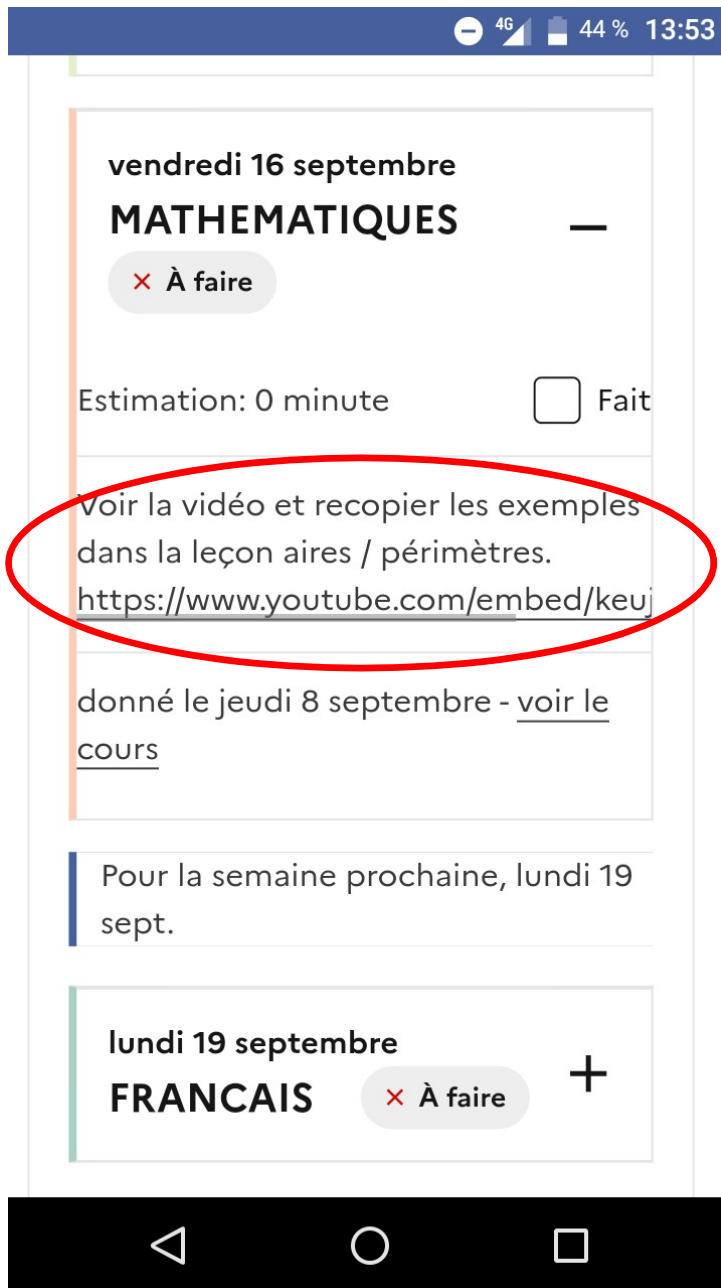 4G 44 % 13:53
vendredi 16 septembre
MATHEMATIQUES
× À faire
Estimation: 0 minute Fait
Voir la vidéo et recopier les exemples
dans la leçon aires / périmètres.
https://www.youtube.com/embed/keuj
donné le jeudi 8 septembre - voir le
cours
Pour la semaine prochaine, lundi 19
sept.
lundi 19 septembre
FRANCAIS × À faire